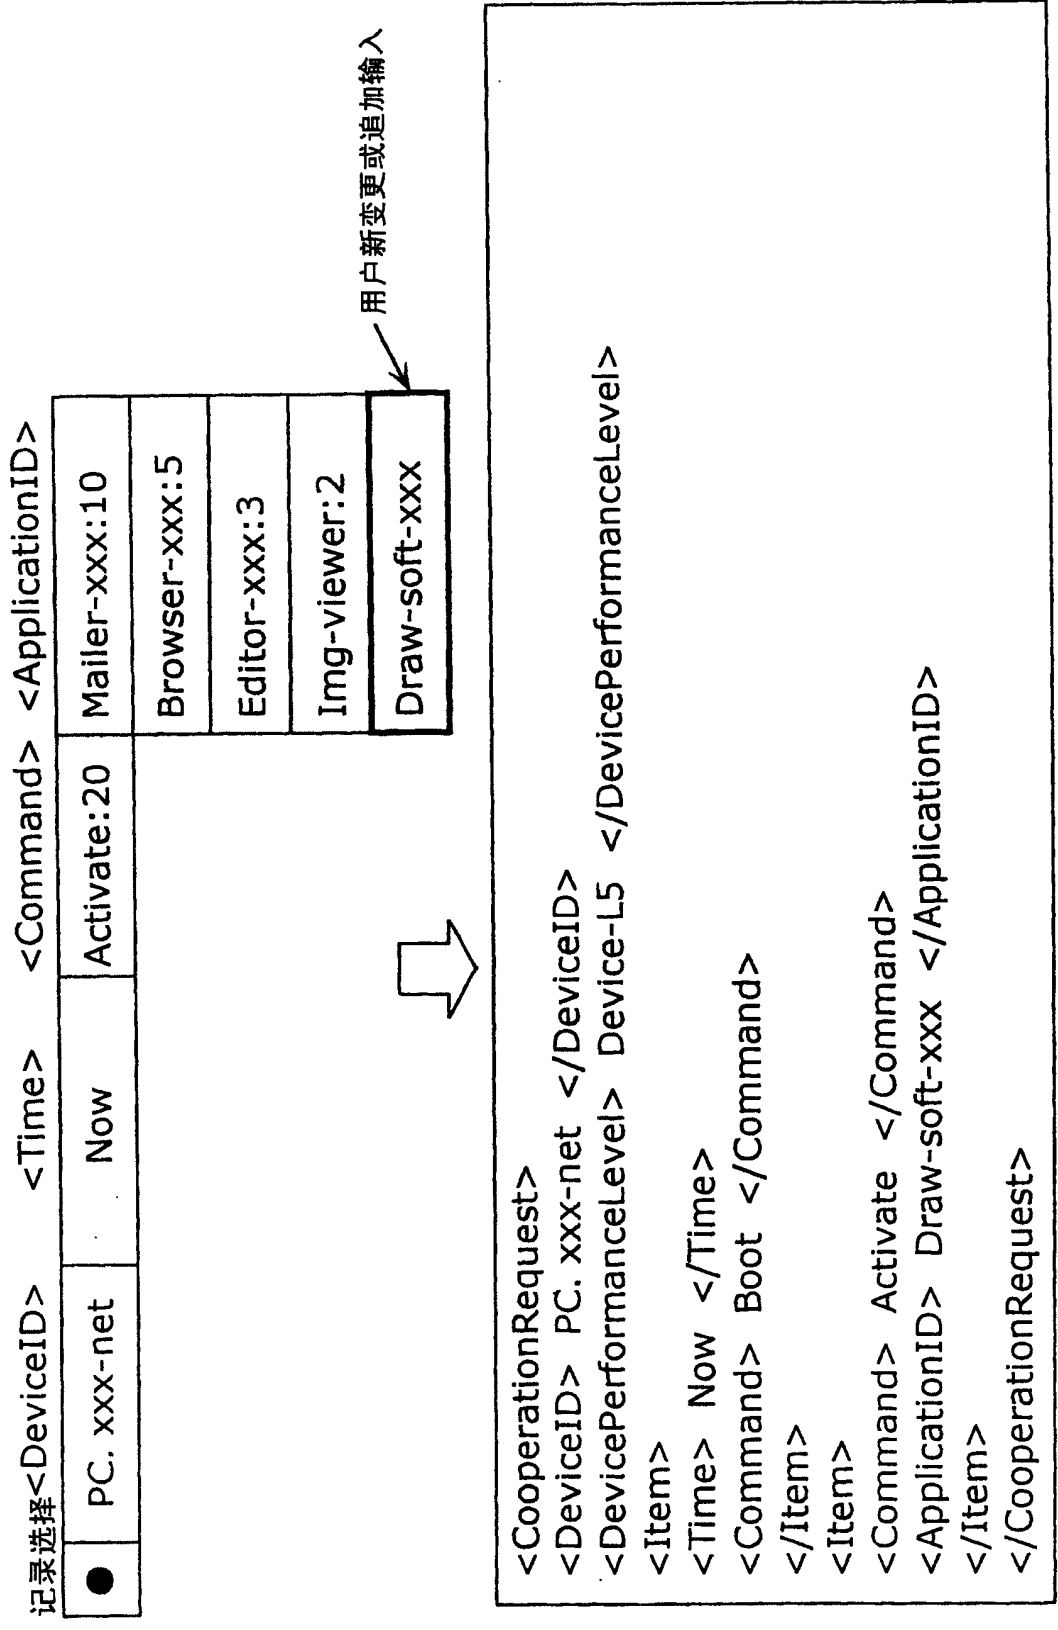 记录选择 <DeviceID> <Time> <Command> <ApplicationID>
● PC. xxx-net Now Activate:20 Mailer-xxx:10
Browser-xxx:5
Editor-xxx:3
Img-viewer:2
Draw-soft-xxx
用户新变更或追加输入
<CooperationRequest>
<DeviceID> PC. xxx-net </DeviceID>
<DevicePerformanceLevel> Device-L5 </DevicePerformanceLevel>
<Item>
<Time> Now </Time>
<Command> Boot </Command>
</Item>
<Item>
<Command> Activate </Command>
<ApplicationID> Draw-soft-xxx </ApplicationID>
</Item>
</CooperationRequest>